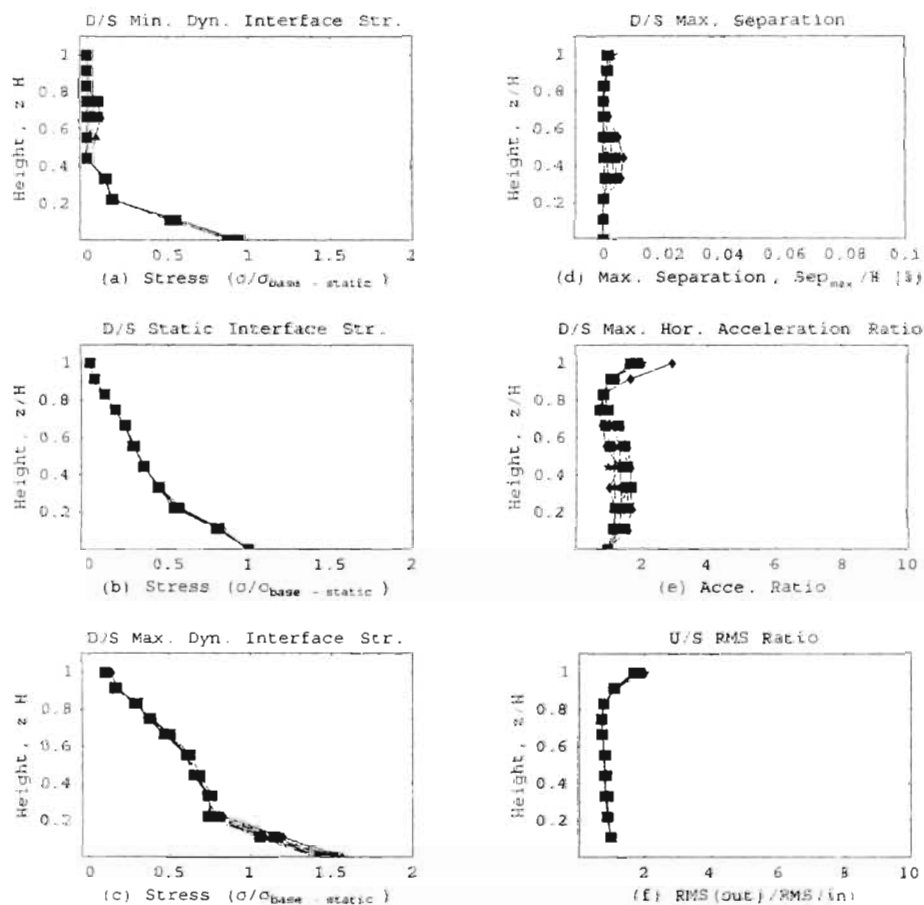 D/S Min. Dyn. Interface Str.
Height, z H
1
0.8
0.6
0.4
0.2
0 0.5 1 1.5 2
(a) Stress (σ/σbase - static)
D/S Static Interface Str.
Height, z/H
1
0.8
0.6
0.4
0.2
0 0.5 1 1.5 2
(b) Stress (σ/σbase - static)
D/S Max. Dyn. Interface Str.
Height, z H
1
0.8
0.6
0.4
0.2
0 0.5 1 1.5 2
(c) Stress (σ/σbase - static)
D/S Max. Separation
Height, z/H
1
0.8
0.6
0.4
0.2
0 0.02 0.04 0.06 0.08 0.1
(d) Max. Separation, Sepmax/H (%)
D/S Max. Hor. Acceleration Ratio
Height, z/H
1
0.8
0.6
0.4
0.2
2 4 6 8 10
(e) Acce. Ratio
U/S RMS Ratio
Height, z/H
1
0.8
0.6
0.4
0.2
2 4 6 8 10
(f) RMS(out)/RMS/in)